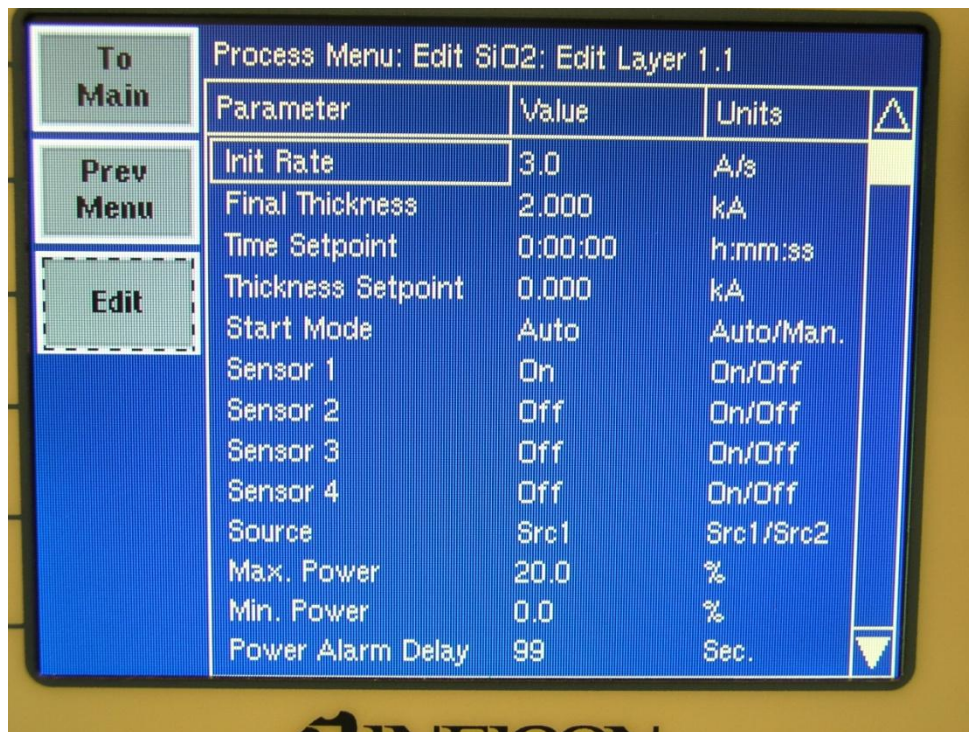 To
Main
Prev
Menu
Edit
Process Menu: Edit SiO2: Edit Layer 1.1
Parameter Value Units
Init Rate 3.0 A/s
Final Thickness 2.000 kA
Time Setpoint 0:00:00 h:mm:ss
Thickness Setpoint 0.000 kA
Start Mode Auto Auto/Man.
Sensor 1 On On/Off
Sensor 2 Off On/Off
Sensor 3 Off On/Off
Sensor 4 Off On/Off
Source Src1 Src1/Src2
Max. Power 20.0 %
Min. Power 0.0 %
Power Alarm Delay 99 Sec.
INFICON